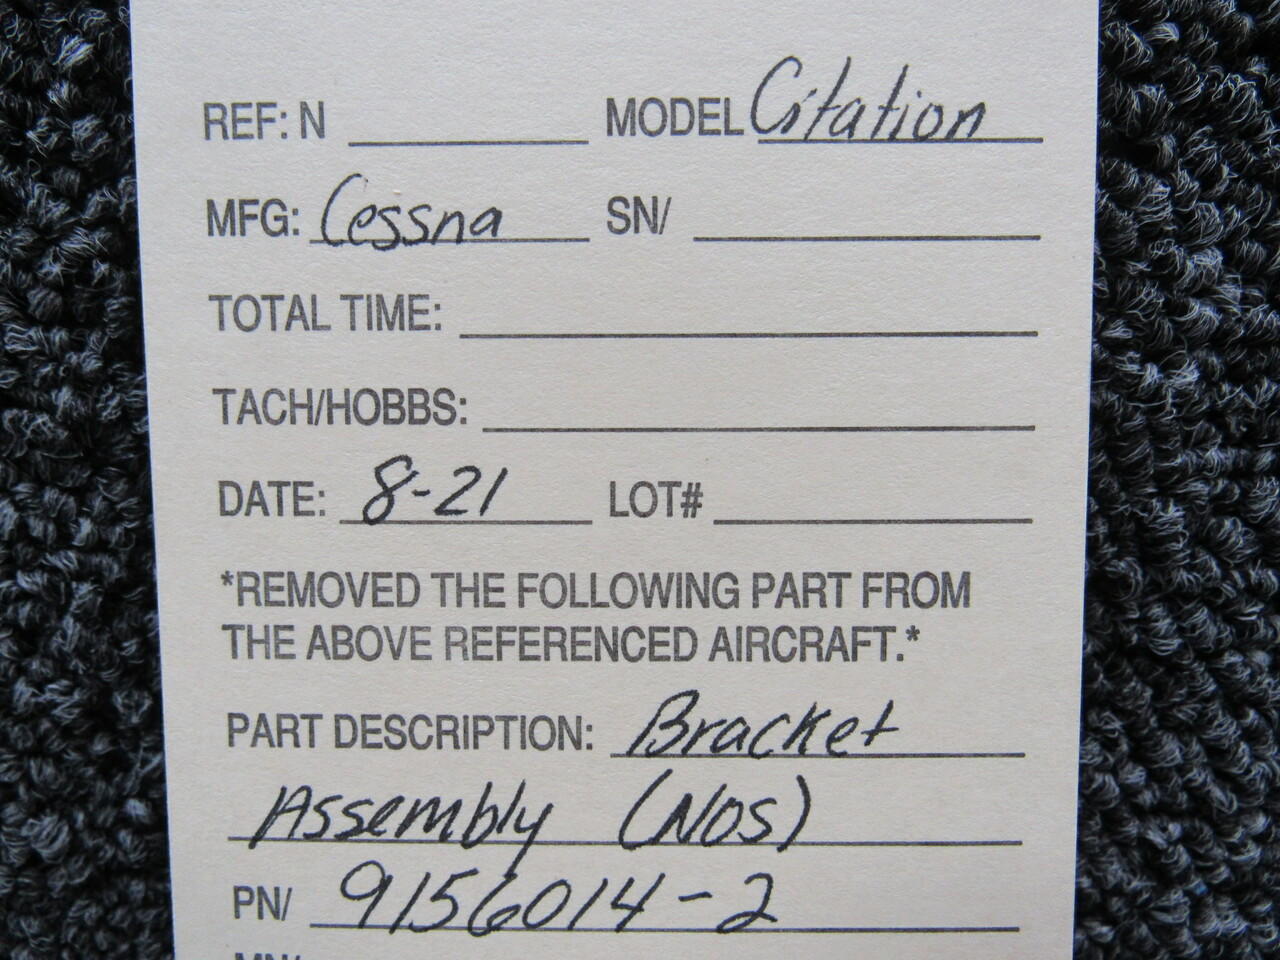 REF: N MODEL Citation
MFG: Cessna SN/
TOTAL TIME:
TACH/HOBBS:
DATE: 8-21 LOT#
*REMOVED THE FOLLOWING PART FROM
THE ABOVE REFERENCED AIRCRAFT.*
PART DESCRIPTION: Bracket
Assembly (NOS)
PN/ 9156014-2